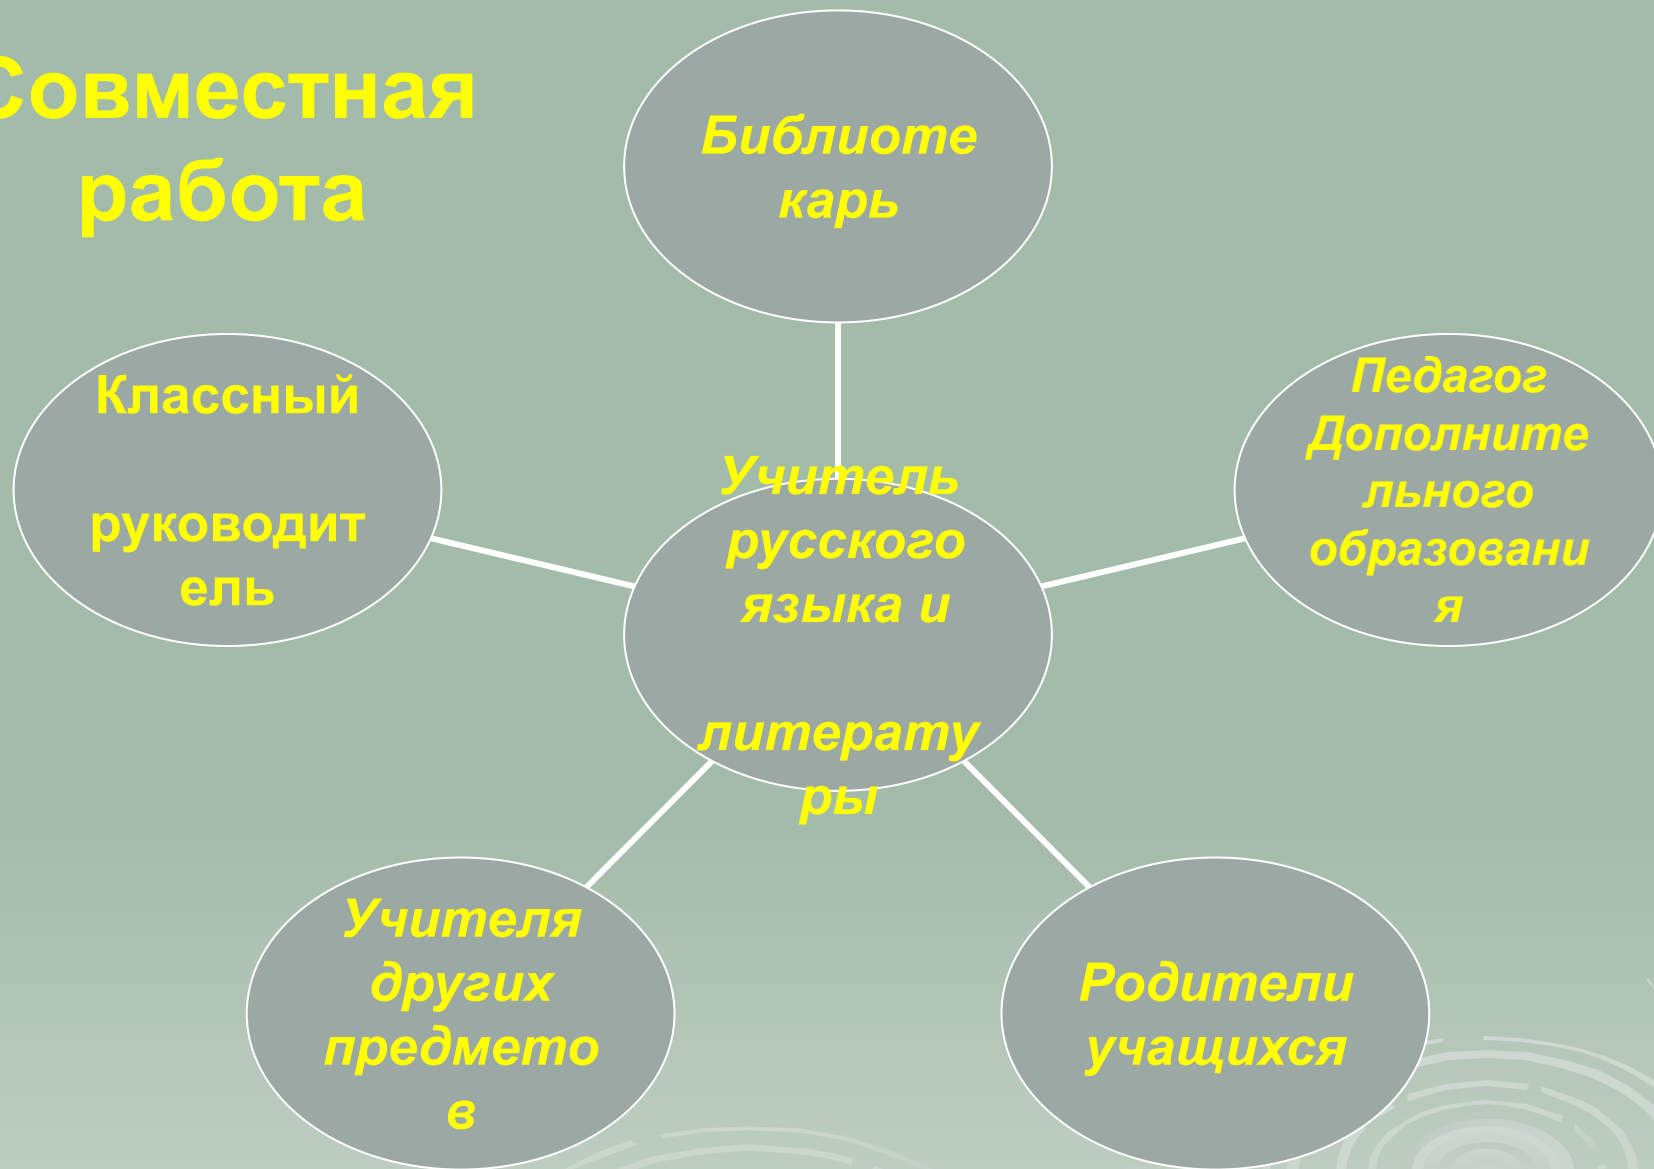 Совместная
работа
Библиоте
карь
Классный
руководит
ель
Педагог
Дополните
льного
образовани
я
Учитель
русского
языка и
литерату
ры
Учителя
других
предмето
в
Родители
учащихся